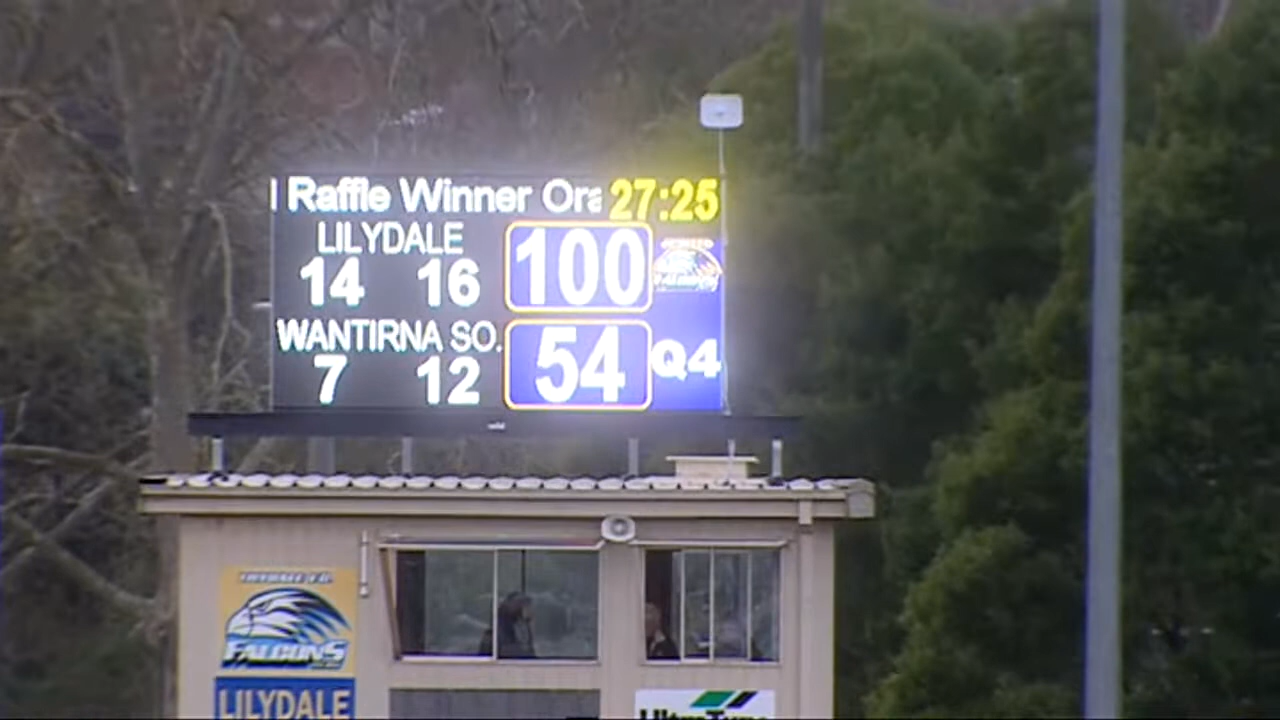 Raffle Winner Ora 27:25
LILYDALE 100
14 16
WANTIRNA SO. 54 Q4
7 12
FALCONS
LILYDALE